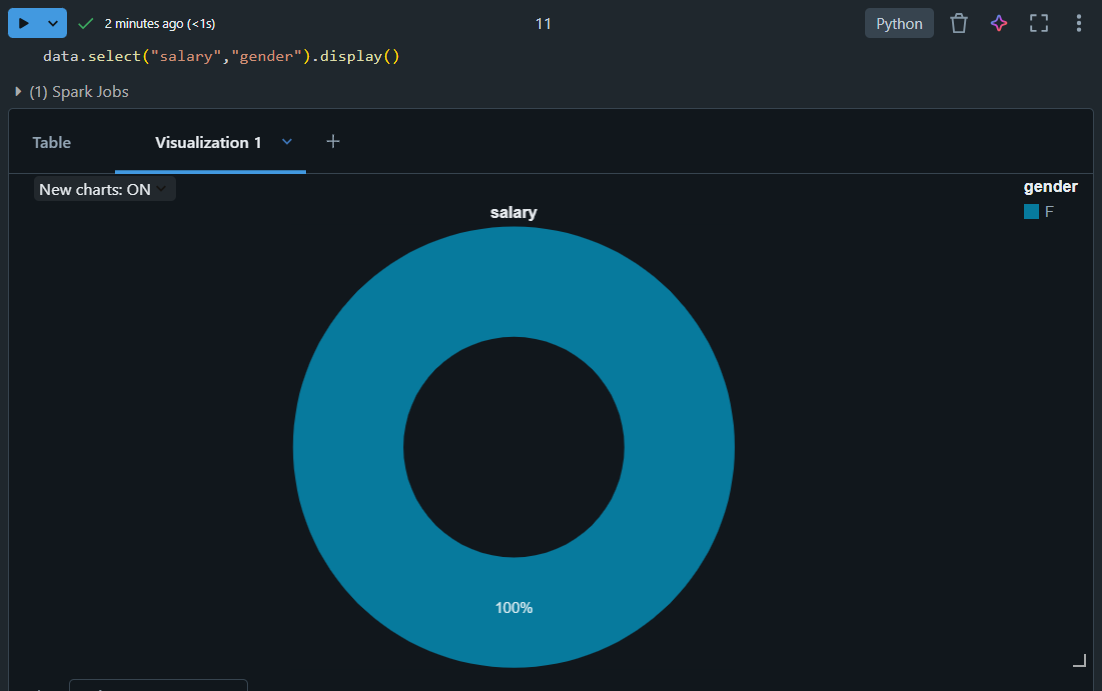 2 minutes ago (<1s)
11
Python
data.select("salary","gender").display()
(1) Spark Jobs
Table
Visualization 1
New charts: ON
gender
F
salary
100%